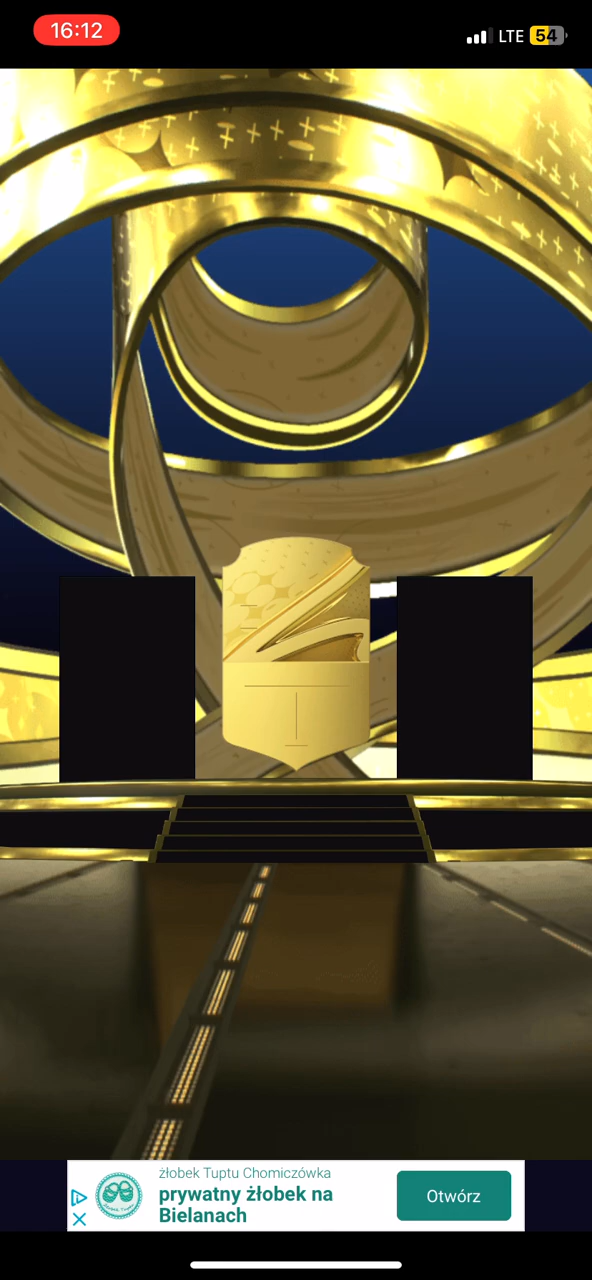 16:12
LTE 54
żłobek Tuptu Chomiczówka
prywatny żłobek na
Bielanach
Otwórz